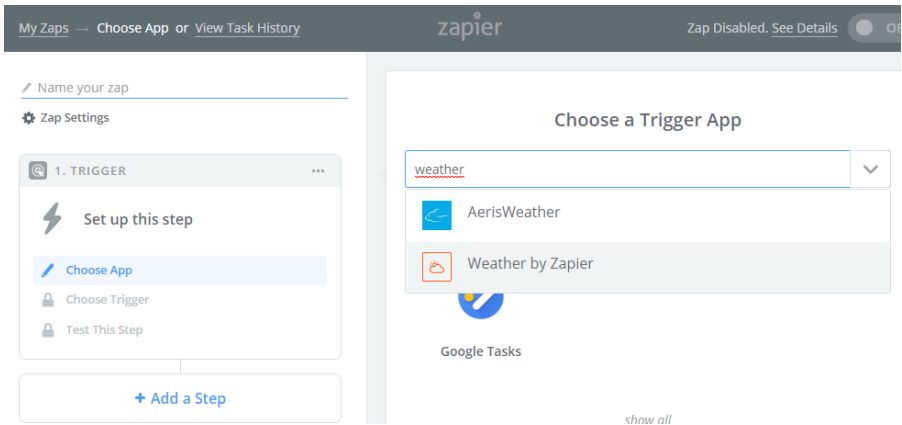 My Zaps → Choose App or View Task History
zapier
Zap Disabled. See Details
Name your zap
Zap Settings
1. TRIGGER
Set up this step
Choose App
Choose Trigger
Test This Step
+ Add a Step
Choose a Trigger App
weather
AerisWeather
Weather by Zapier
Google Tasks
show all